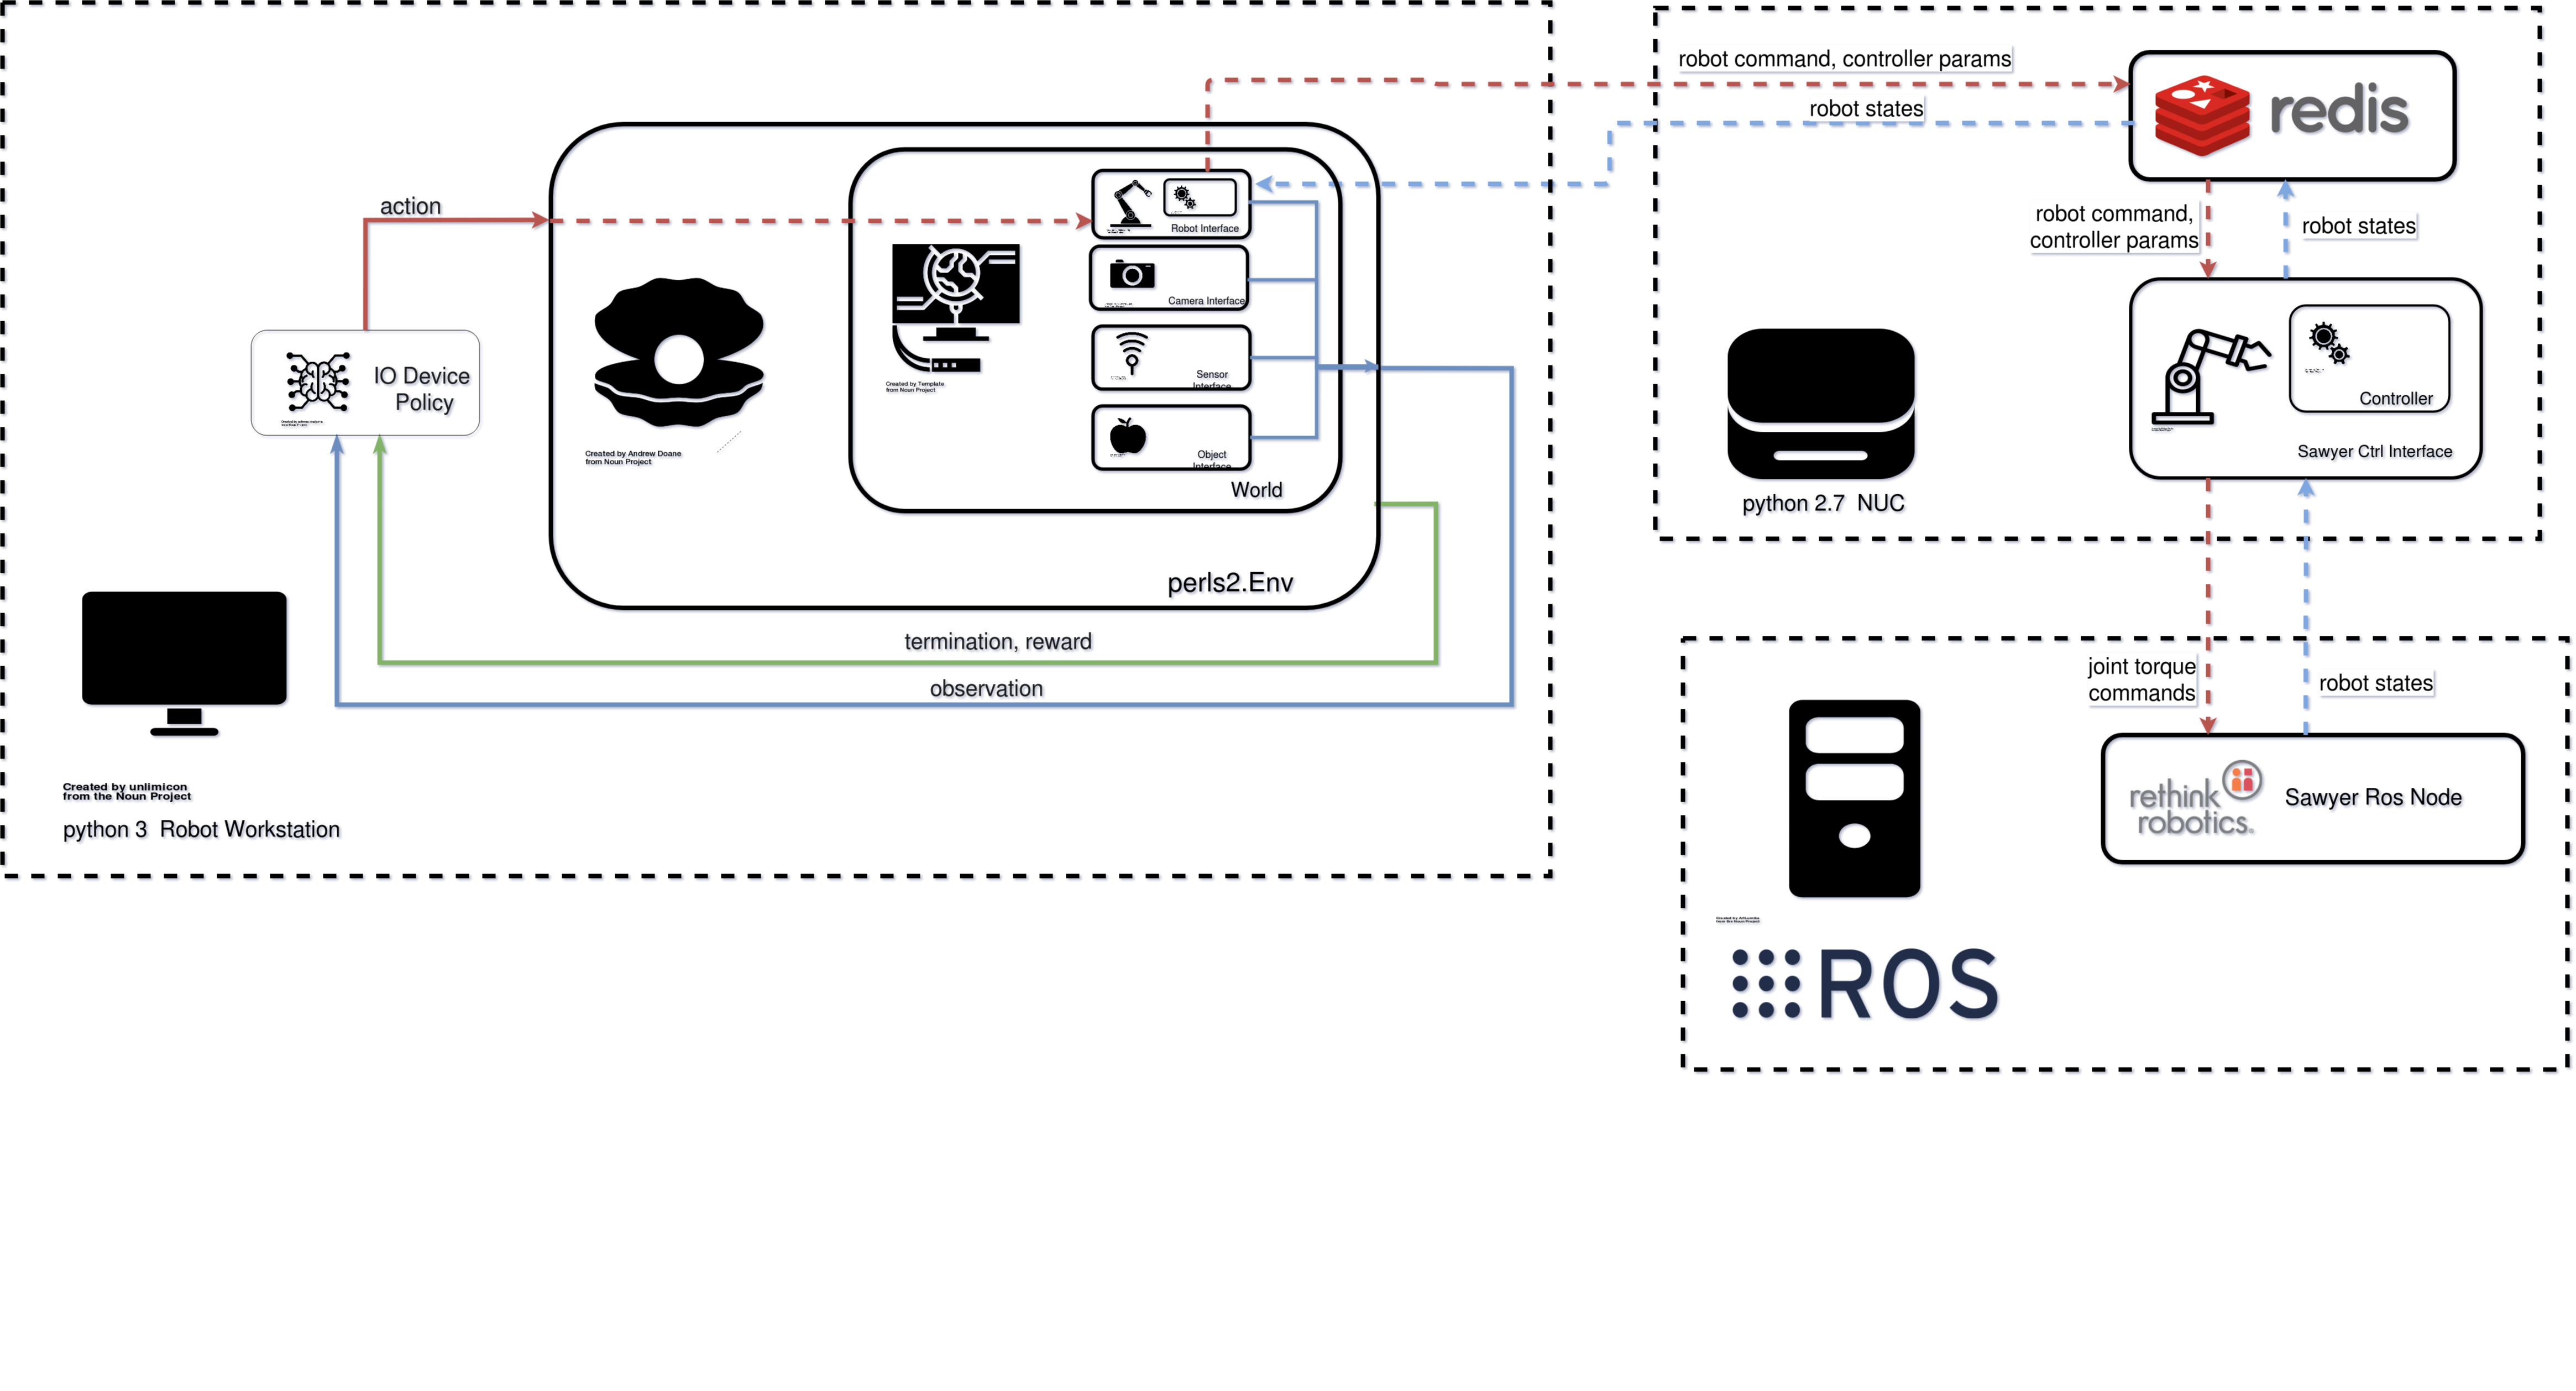 robot command, controller params
robot states
redis
action
Robot Interface
Camera Interface
Sensor
Interface
Object
Interface
World
perls2.Env
IO Device
Policy
Created by Template
from Noun Project
Created by Andrew Doane
from Noun Project
termination, reward
observation
Created by unlimicon
from the Noun Project
python 3 Robot Workstation
robot command,
controller params
robot states
Controller
Sawyer Ctrl Interface
python 2.7 NUC
joint torque
commands
robot states
rethink
robotics.
Sawyer Ros Node
ROS